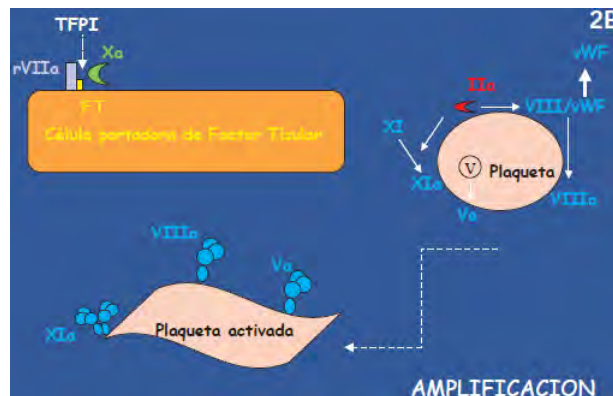 TFPI
rVIIa
Xa
FT
Célula portadora de Factor Tisular
2B
vWF
IIa
VIII/vWF
XI
V
Plaqueta
XIa
Va
VIIIa
VIIIa
Va
XIa
Plaqueta activada
AMPLIFICACION